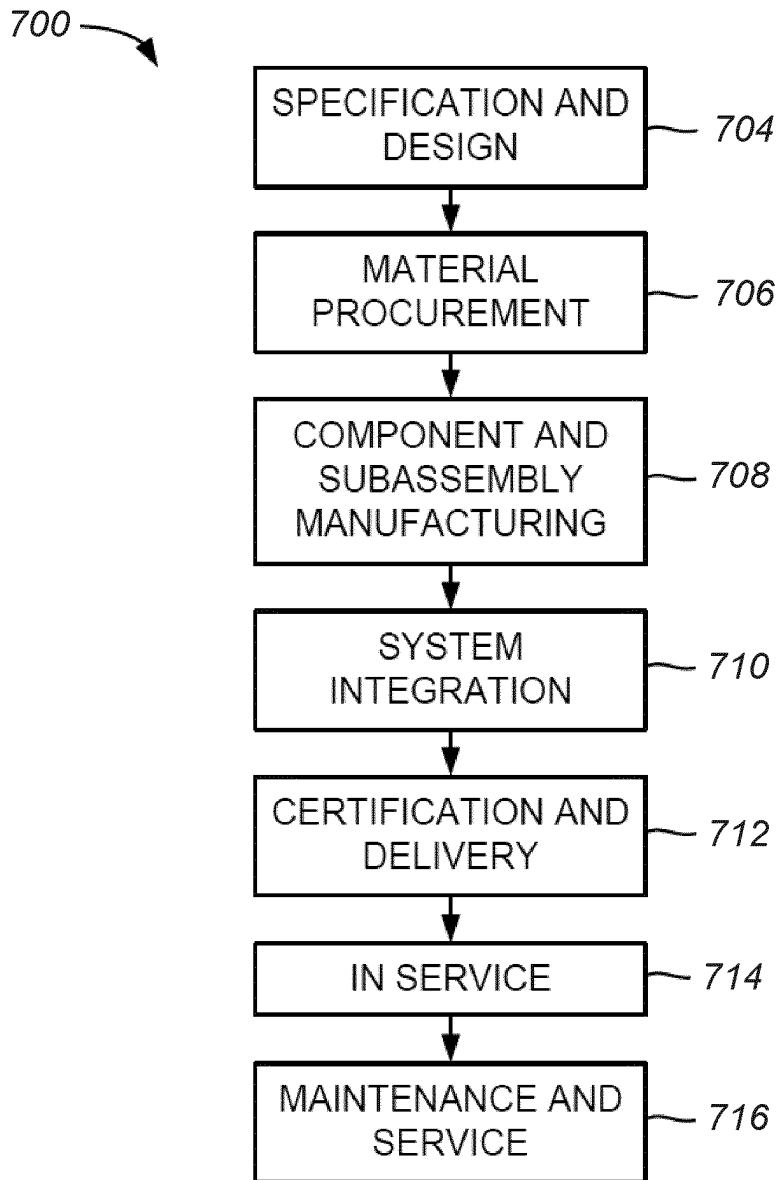 700
SPECIFICATION AND
DESIGN
704
MATERIAL
PROCUREMENT
706
COMPONENT AND
SUBASSEMBLY
MANUFACTURING
708
SYSTEM
INTEGRATION
710
CERTIFICATION AND
DELIVERY
712
IN SERVICE
714
MAINTENANCE AND
SERVICE
716